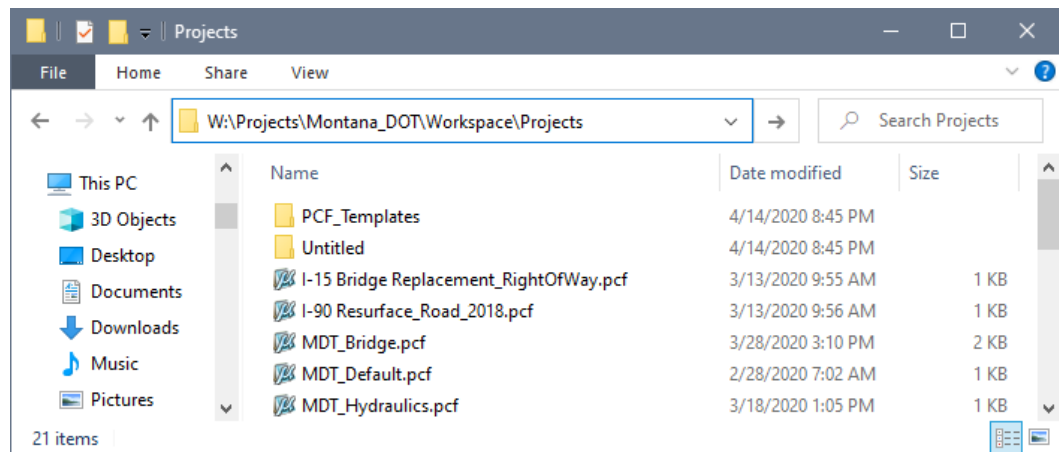 Projects
File Home Share View
W:\Projects\Montana_DOT\Workspace\Projects Search Projects
This PC
3D Objects
Desktop
Documents
Downloads
Music
Pictures
Name Date modified Size
PCF_Templates 4/14/2020 8:45 PM
Untitled 4/14/2020 8:45 PM
I-15 Bridge Replacement_RightOfWay.pcf 3/13/2020 9:55 AM 1 KB
I-90 Resurface_Road_2018.pcf 3/13/2020 9:56 AM 1 KB
MDT_Bridge.pcf 3/28/2020 3:10 PM 2 KB
MDT_Default.pcf 2/28/2020 7:02 AM 1 KB
MDT_Hydraulics.pcf 3/18/2020 1:05 PM 1 KB
21 items